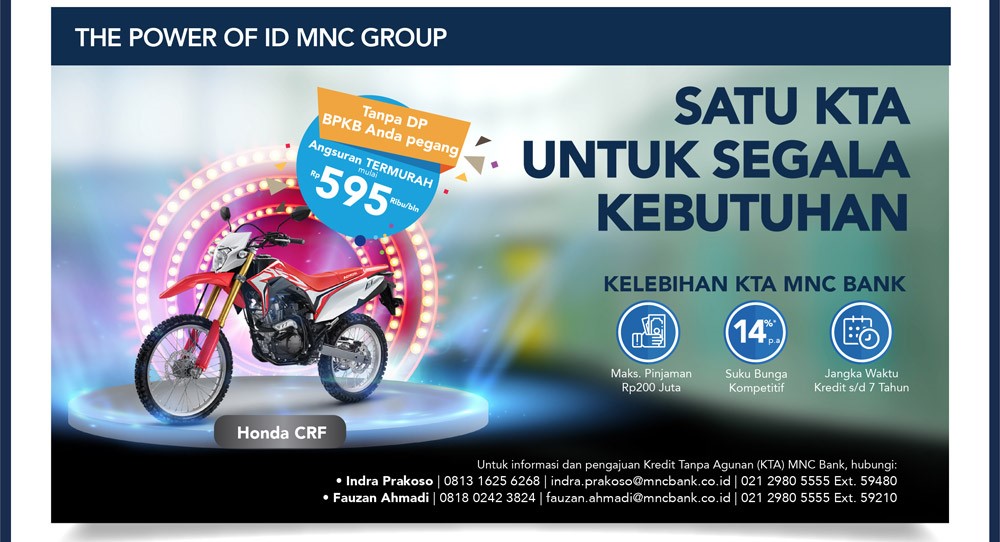 THE POWER OF ID MNC GROUP
Tanpa DP
BPKB Anda pegang
Angsuran TERMURAH
mulai
Rp 595 Ribu/bln
SATU KTA
UNTUK SEGALA
KEBUTUHAN
KELEBIHAN KTA MNC BANK
14%* p.a
Maks. Pinjaman
Rp200 Juta
Suku Bunga
Kompetitif
Jangka Waktu
Kredit s/d 7 Tahun
Honda CRF
Untuk informasi dan pengajuan Kredit Tanpa Agunan (KTA) MNC Bank, hubungi:
• Indra Prakoso | 0813 1625 6268 | indra.prakoso@mncbank.co.id | 021 2980 5555 Ext. 59480
• Fauzan Ahmadi | 0818 0242 3824 | fauzan.ahmadi@mncbank.co.id | 021 2980 5555 Ext. 59210